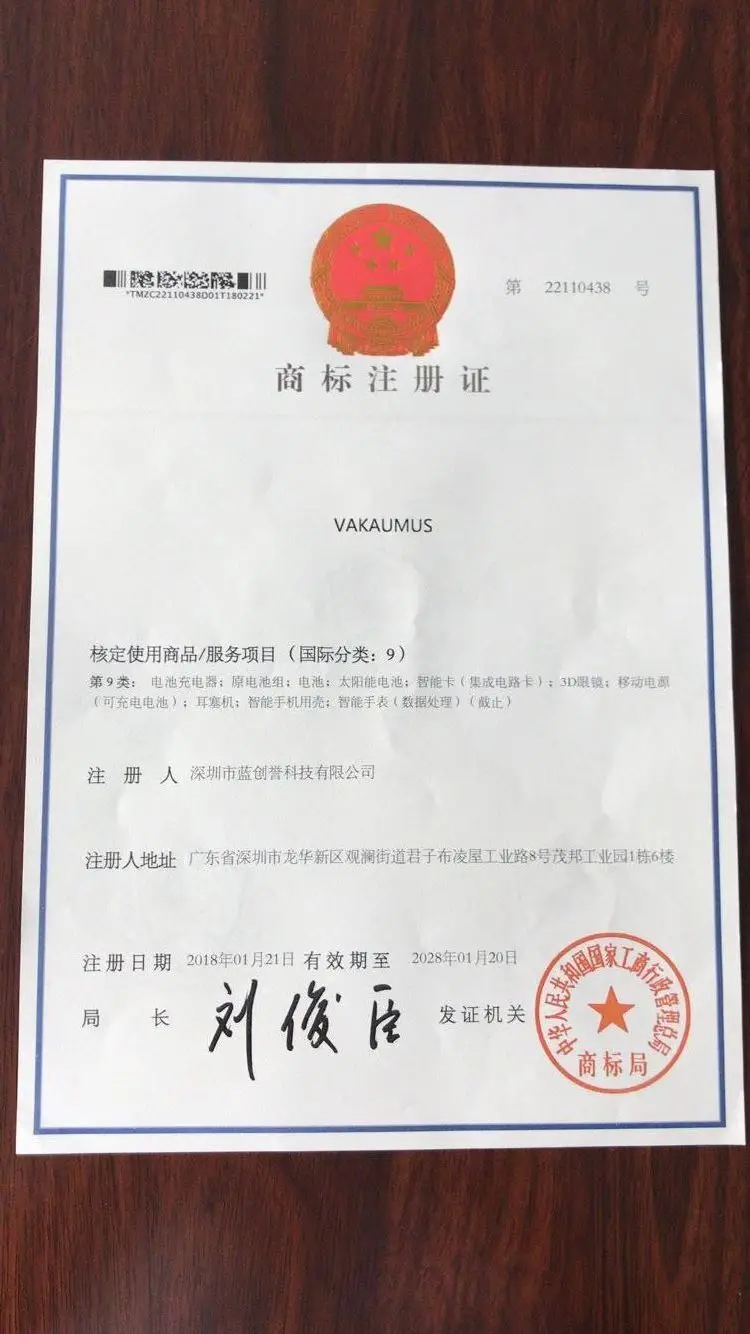 *TMZC22110438D01T180221*
第 22110438 号
商标注册证
VAKAUMUS
核定使用商品/服务项目（国际分类：9）
第9类：电池充电器；原电池组；电池；太阳能电池；智能卡（集成电路卡）；3D眼镜；移动电源
（可充电电池）；耳塞机；智能手机用壳；智能手表（数据处理）（截止）
注册人 深圳市蓝创誉科技有限公司
注册人地址 广东省深圳市龙华新区观澜街道君子布凌屋工业路8号茂邦工业园1栋6楼
注册日期 2018年01月21日 有效期至 2028年01月20日
局长 刘俊臣 发证机关
中华人民共和国国家工商行政管理总局
商标局